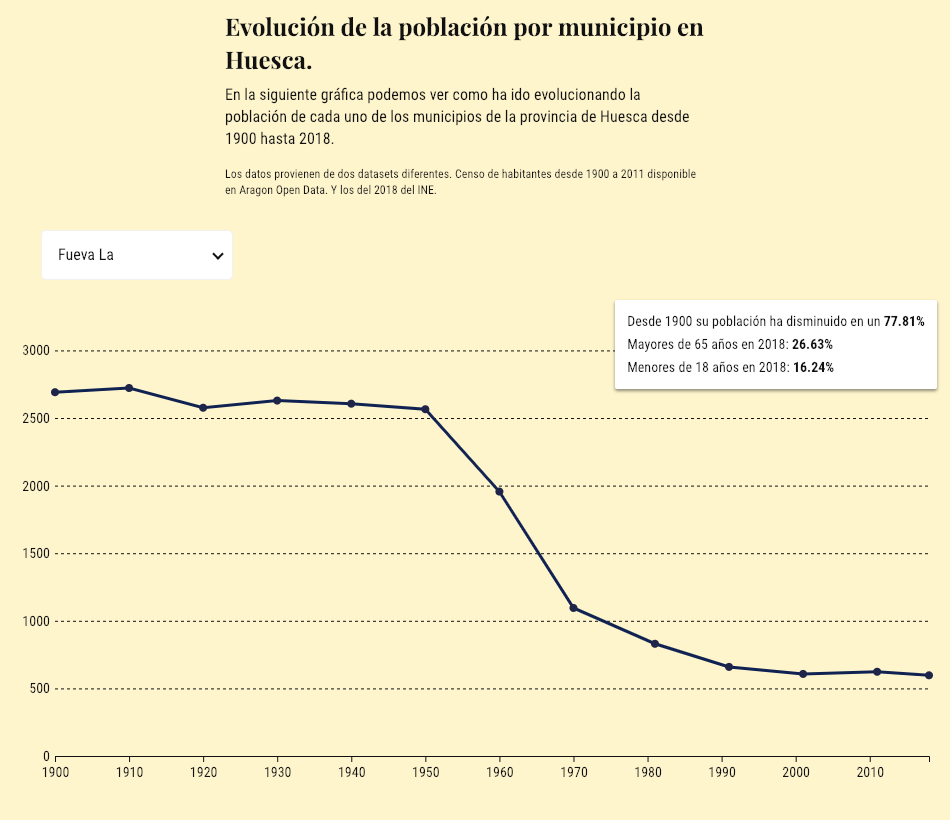 Evolución de la población por municipio en
Huesca.
En la siguiente gráfica podemos ver como ha ido evolucionando la
población de cada uno de los municipios de la provincia de Huesca desde
1900 hasta 2018.
Los datos provienen de dos datasets diferentes. Censo de habitantes desde 1900 a 2011 disponible
en Aragon Open Data. Y los del 2018 del INE.
Fueva La
Desde 1900 su población ha disminuido en un 77.81%
Mayores de 65 años en 2018: 26.63%
Menores de 18 años en 2018: 16.24%
3000
2500
2000
1500
1000
500
0
1900 1910 1920 1930 1940 1950 1960 1970 1980 1990 2000 2010